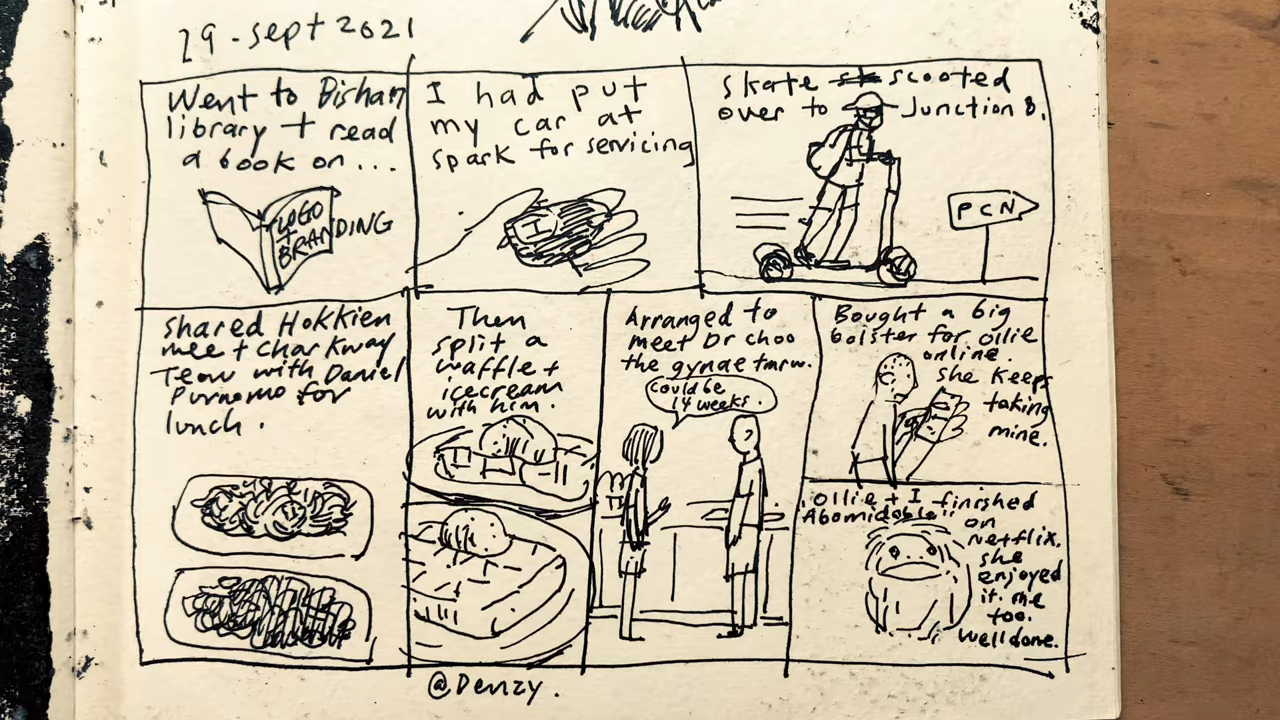 29 - sept 2021
Went to Bishan
library + read
a book on...
LOGO
+
BRANDING
I had put
my car at
spark for servicing
skate scooted
over to Junction 8.
PCN
shared Hokkien
mee + char Kway
Teow with Daniel
Purnomo for
lunch.
Then
split a
waffle +
icecream
with him.
Arranged to
meet Dr choo
the gynae tmrw.
Could be
14 weeks.
Bought a big
bolster for ollie
online.
she keeps
taking
mine.
Ollie + I finished
Abomidable!!
on
netflix.
she
enjoyed
it. me
too.
Well done.
@Denzy.